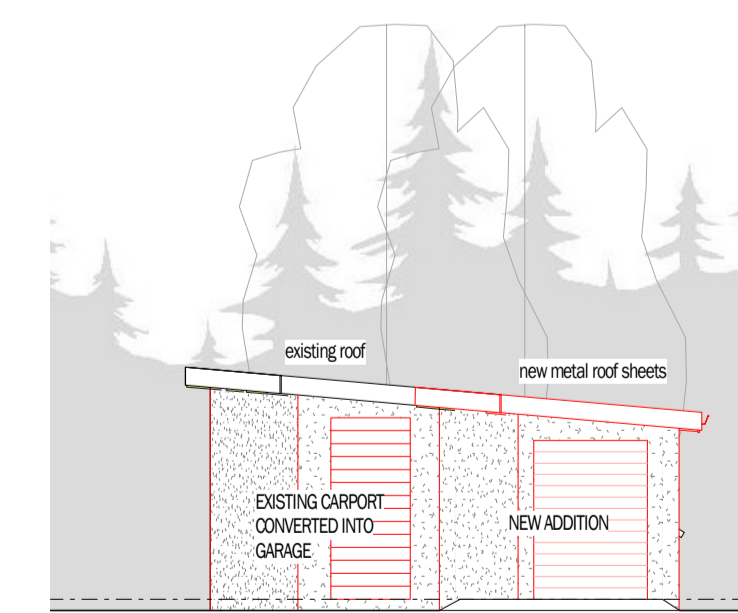 existing roof
new metal roof sheets
EXISTING CARPORT
CONVERTED INTO
GARAGE
NEW ADDITION